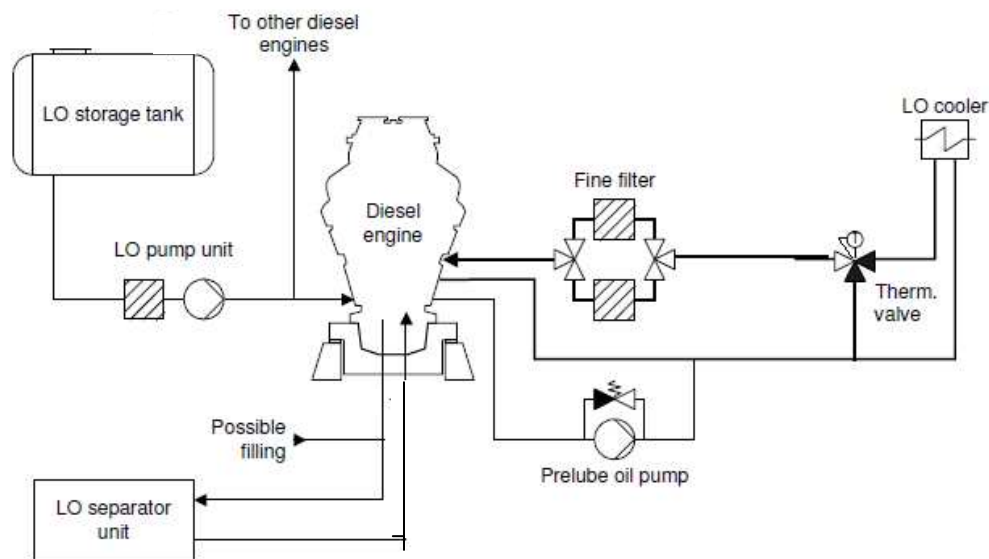 To other diesel
engines
LO storage tank
LO cooler
Fine filter
Diesel
engine
LO pump unit
Therm.
valve
Possible
filling
Prelube oil pump
LO separator
unit